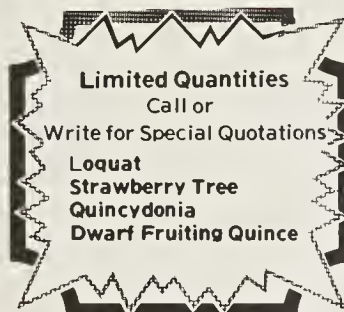 Limited Quantities
Call or
Write for Special Quotations
Loquat
Strawberry Tree
Quincydonia
Dwarf Fruiting Quince